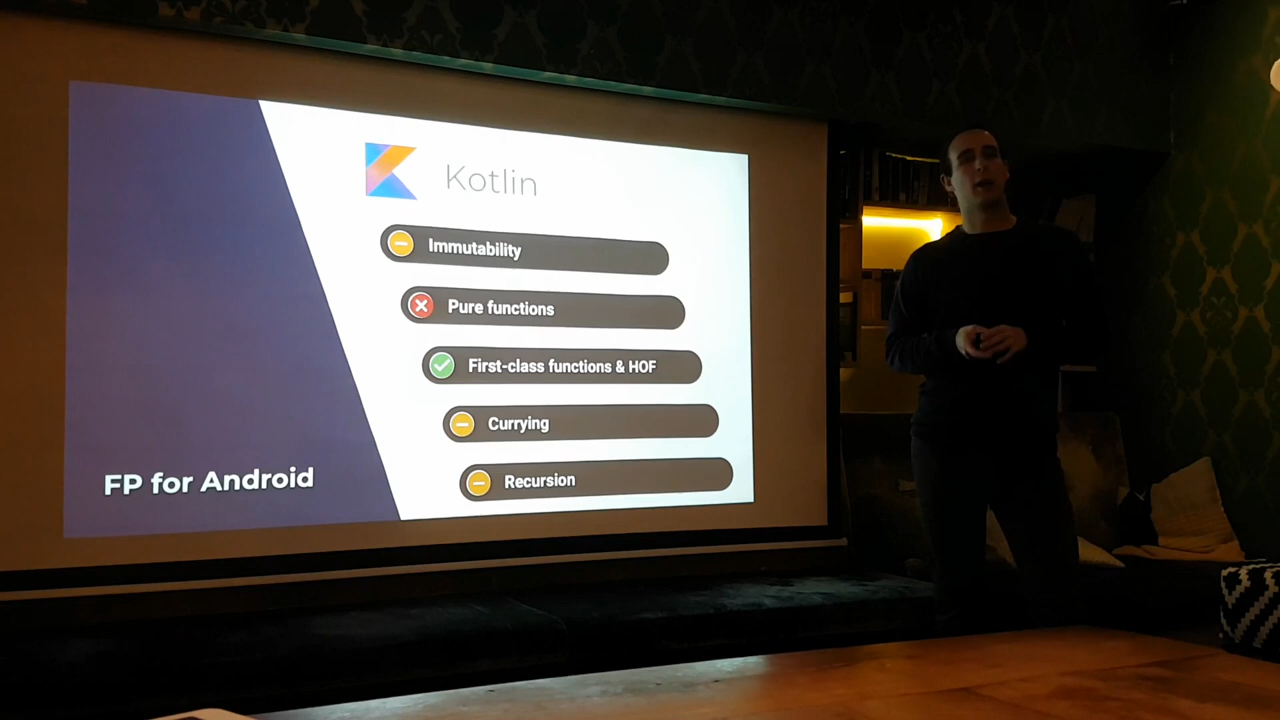 Kotlin
Immutability
Pure functions
First-class functions & HOF
Currying
Recursion
FP for Android